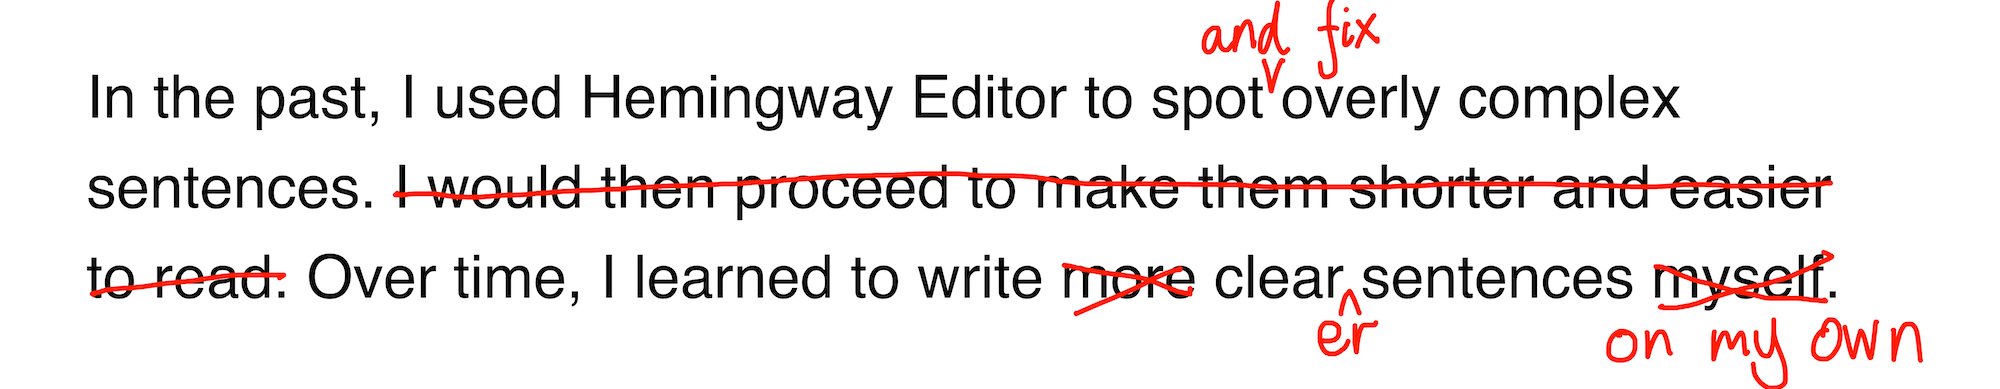 and fix
In the past, I used Hemingway Editor to spot overly complex
sentences. I would then proceed to make them shorter and easier
to read. Over time, I learned to write more clear sentences myself.
er on my own